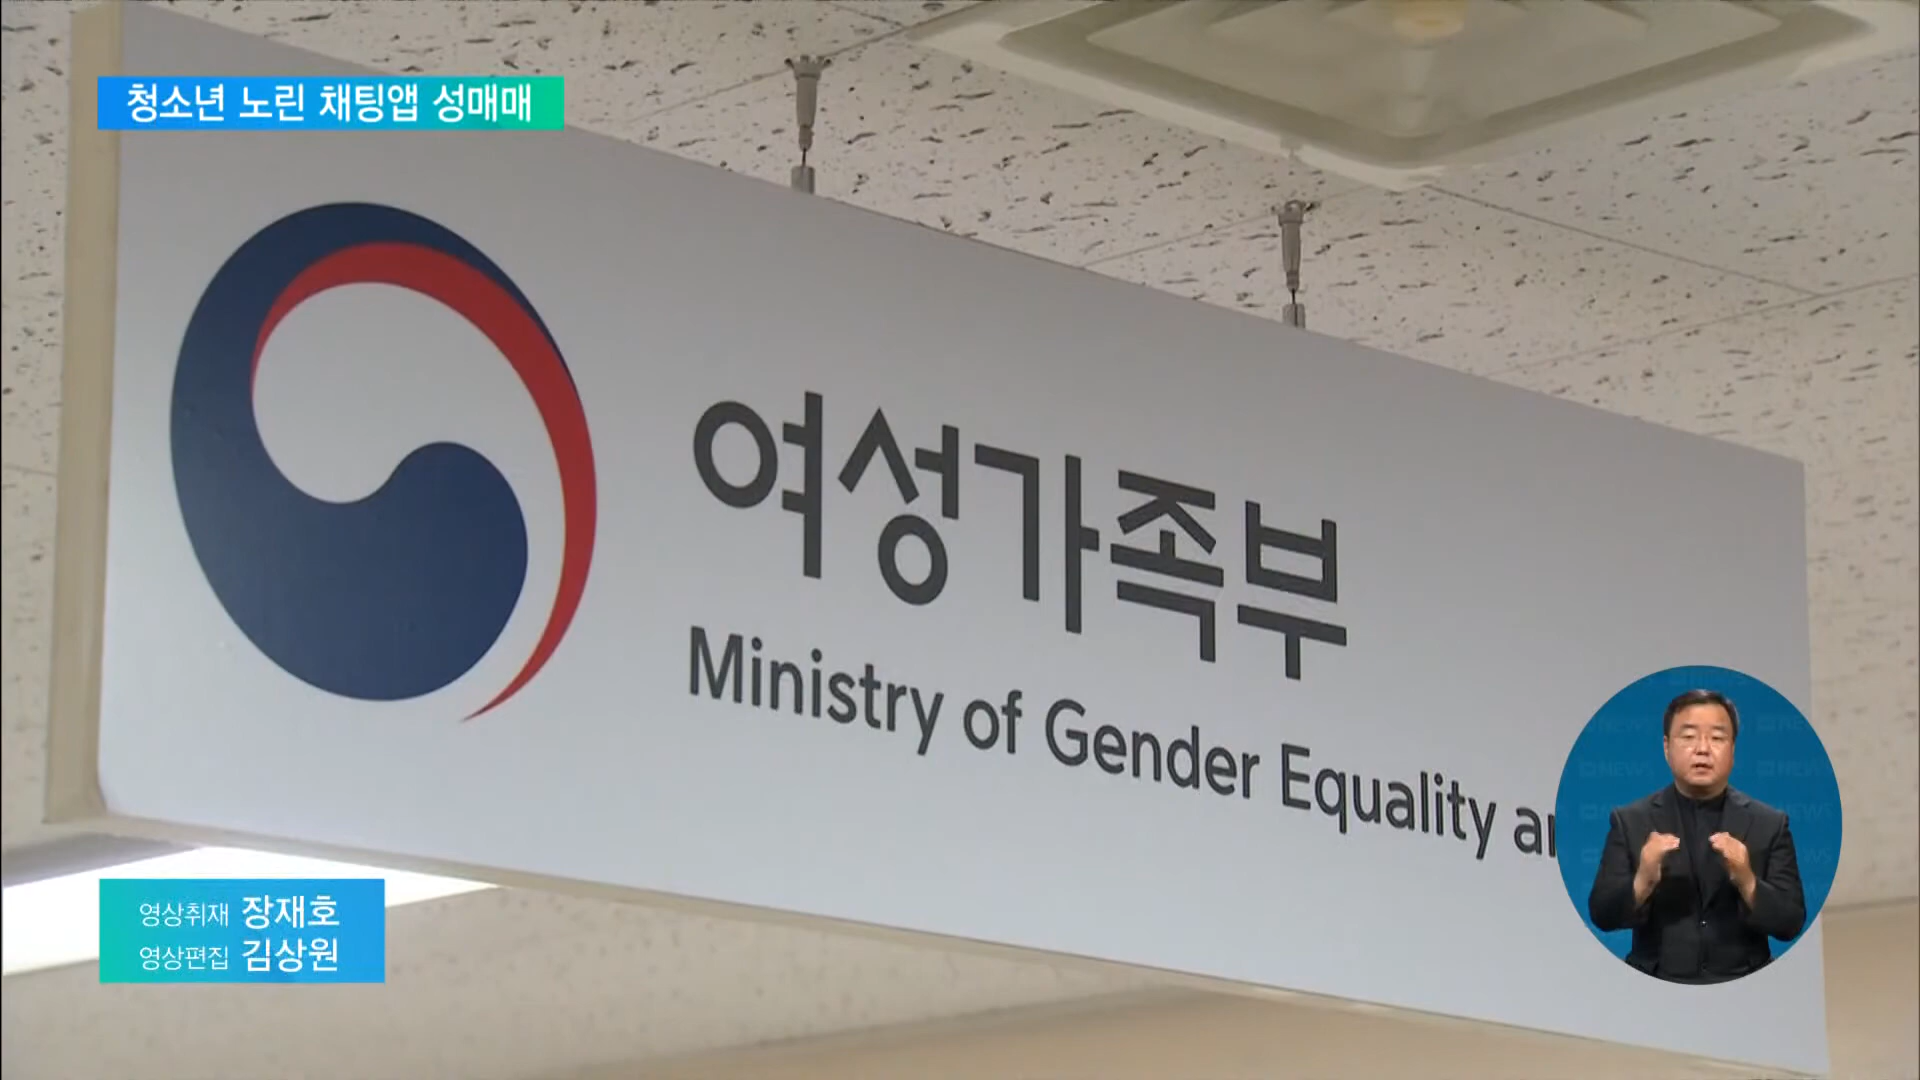 청소년 노린 채팅앱 성매매
여성가족부
Ministry of Gender Equality
영상취재 장재호
영상편집 김상원